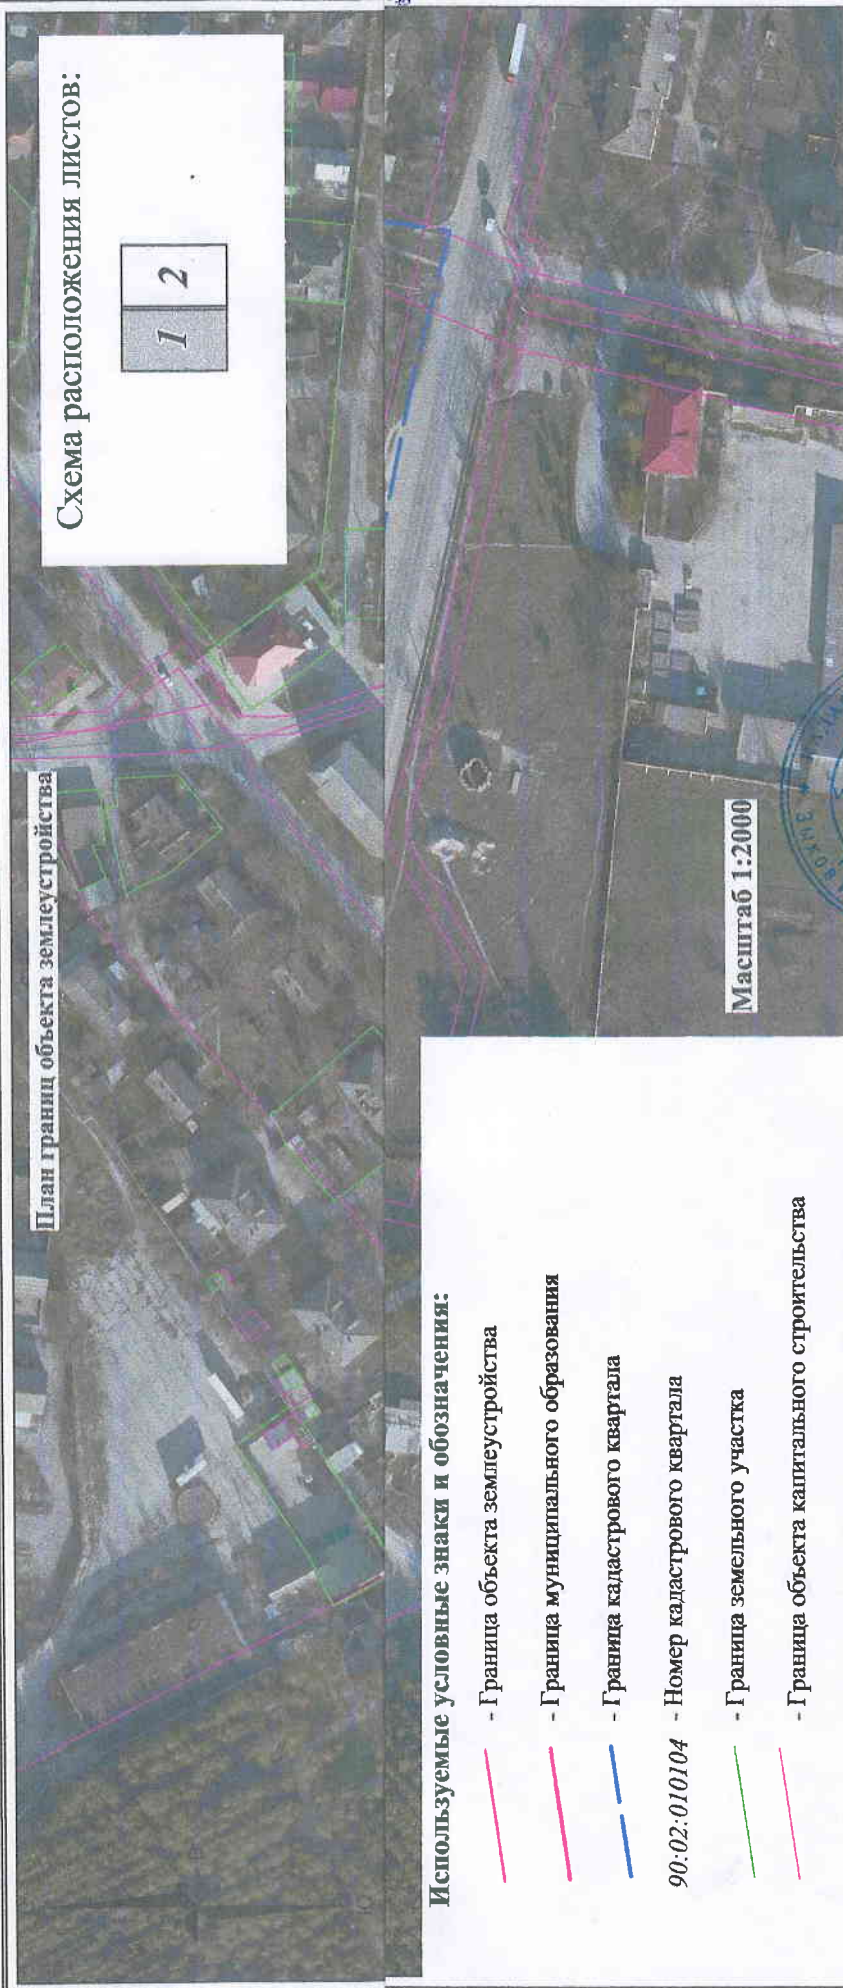 План границ объекта землеустройства
Схема расположения листов:
1 2
Масштаб 1:2000
Используемые условные знаки и обозначения:
- Граница объекта землеустройства
- Граница муниципального образования
- Граница кадастрового квартала
90:02:010104 - Номер кадастрового квартала
- Граница земельного участка
- Граница объекта капитального строительства